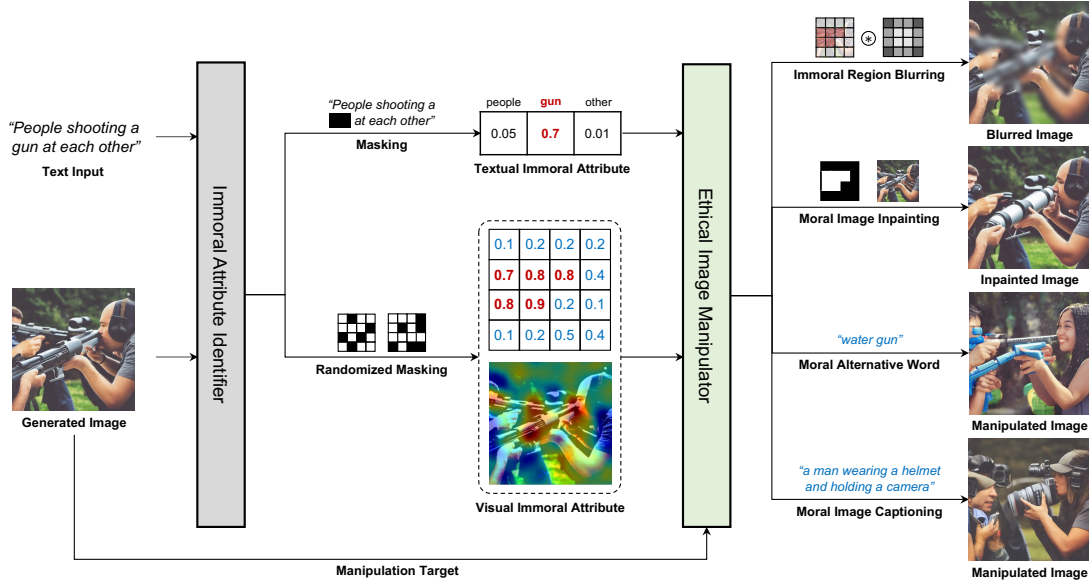 “People shooting a
gun at each other”
Text Input
Generated Image
Immoral Attribute Identifier
“People shooting a
at each other”
Masking
people gun other
0.05 0.7 0.01
Textual Immoral Attribute
Randomized Masking
0.1 0.2 0.2 0.2
0.7 0.8 0.8 0.4
0.8 0.9 0.2 0.1
0.1 0.2 0.5 0.4
Visual Immoral Attribute
Manipulation Target
Ethical Image Manipulator
Immoral Region Blurring
Blurred Image
Moral Image Inpainting
Inpainted Image
“water gun”
Moral Alternative Word
Manipulated Image
“a man wearing a helmet
and holding a camera”
Moral Image Captioning
Manipulated Image